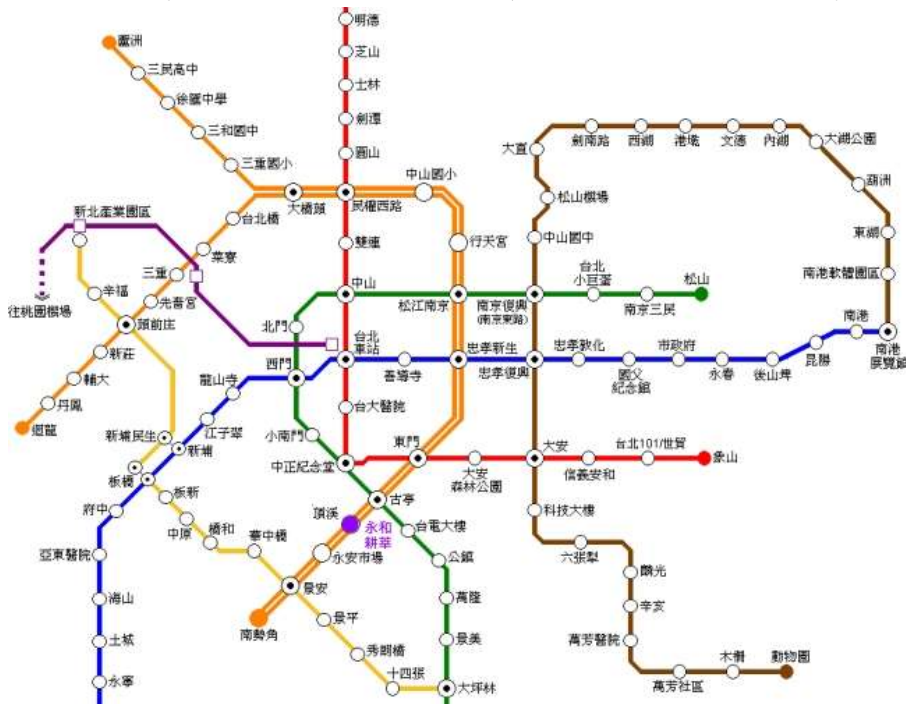 明德
芝山
士林
劍潭
圓山
蘆洲
三民高中
徐匯中學
三和國中
三重國小
大橋頭
民權西路
中山國小
大直
劍南路
西湖
港墘
文德
內湖
大湖公園
葫洲
東湖
南港軟體園區
南港
展覽館
松山機場
中山國中
新北產業園區
台北橋
菜寮
三重
先嗇宮
頭前庄
新莊
輔大
丹鳳
迴龍
往桃園機場
辛福
雙連
行天宮
中山
松江南京
南京復興
(南京東路)
台北
小巨蛋
南京三民
松山
北門
台北
車站
西門
善導寺
忠孝新生
忠孝復興
忠孝敦化
國父
紀念館
市政府
永春
後山埤
昆陽
南港
龍山寺
江子翠
新埔
新埔民生
板橋
府中
亞東醫院
海山
土城
永寧
台大醫院
小南門
中正紀念堂
東門
大安
森林公園
大安
信義安和
台北101/世貿
象山
板新
中原
橋和
華中橋
頂溪
永和
耕莘
永安市場
景安
南勢角
景平
秀朗橋
十四張
大坪林
古亭
台電大樓
公館
萬隆
景美
科技大樓
六張犁
麟光
辛亥
萬芳醫院
萬芳社區
木柵
動物園